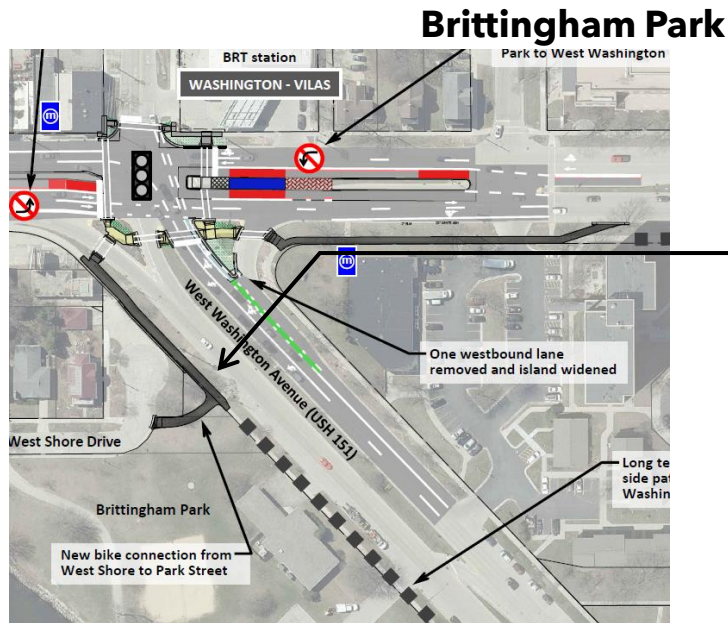 Brittingham Park
BRT station
WASHINGTON - VILAS
Park to West Washington
m
m
One westbound lane
removed and island widened
West Washington Avenue (USH 151)
West Shore Drive
Long te
side pat
Washin
Brittingham Park
New bike connection from
West Shore to Park Street